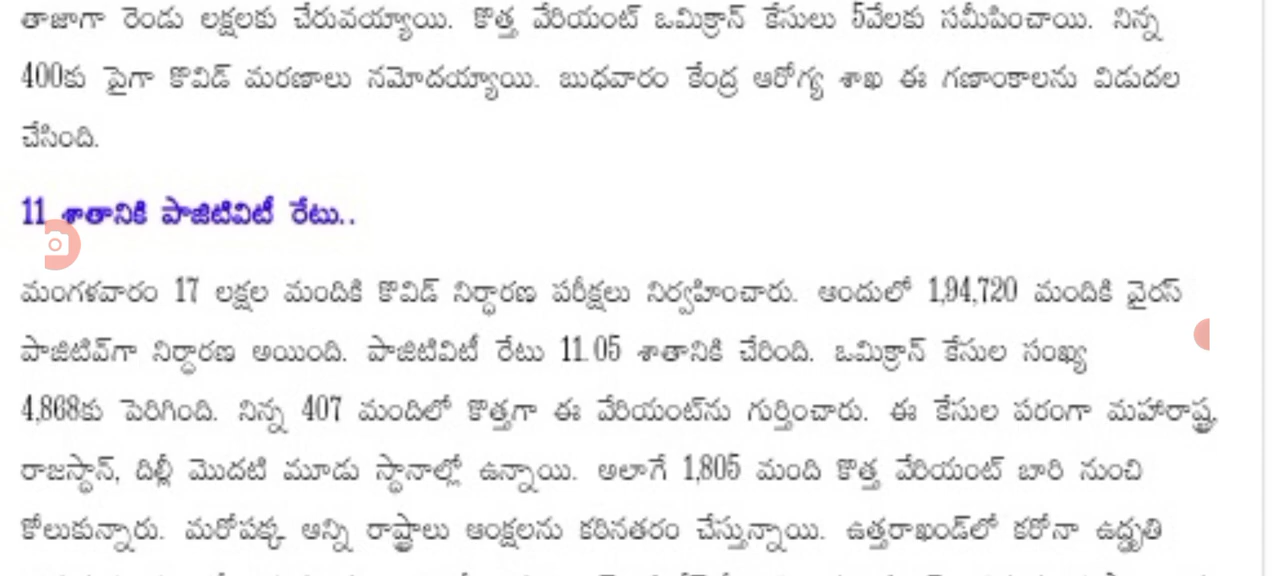 తాజాగా రెండు లక్షలకు చేరువయ్యాయి. కొత్త వేరియంట్ ఒమిక్రాన్ కేసులు 5వేలకు సమీపించాయి. నిన్న
400కు పైగా కొవిడ్ మరణాలు నమోదయ్యాయి. బుధవారం కేంద్ర ఆరోగ్య శాఖ ఈ గణాంకాలను విడుదల
చేసింది.
11 శాతానికి పాజిటివిటీ రేటు..
మంగళవారం 17 లక్షల మందికి కొవిడ్ నిర్ధారణ పరీక్షలు నిర్వహించారు. అందులో 1,94,720 మందికి వైరస్
పాజిటివ్‌గా నిర్ధారణ అయింది. పాజిటివిటీ రేటు 11.05 శాతానికి చేరింది. ఒమిక్రాన్ కేసుల సంఖ్య
4,868కు పెరిగింది. నిన్న 407 మందిలో కొత్తగా ఈ వేరియంట్‌ను గుర్తించారు. ఈ కేసుల పరంగా మహారాష్ట్ర,
రాజస్థాన్, దిల్లీ మొదటి మూడు స్థానాల్లో ఉన్నాయి. అలాగే 1,805 మంది కొత్త వేరియంట్ బారి నుంచి
కోలుకున్నారు. మరోపక్క ఆన్ని రాష్ట్రాలు ఆంక్షలను కఠినతరం చేస్తున్నాయి. ఉత్తరాఖండ్‌లో కరోనా ఉద్ధృతి